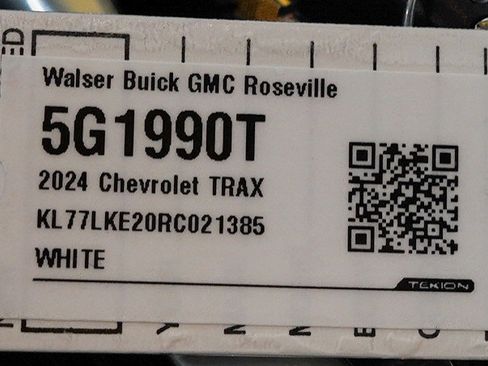 Walser Buick GMC Roseville
5G1990T
2024 Chevrolet TRAX
KL77LKE20RC021385
WHITE
TEKION